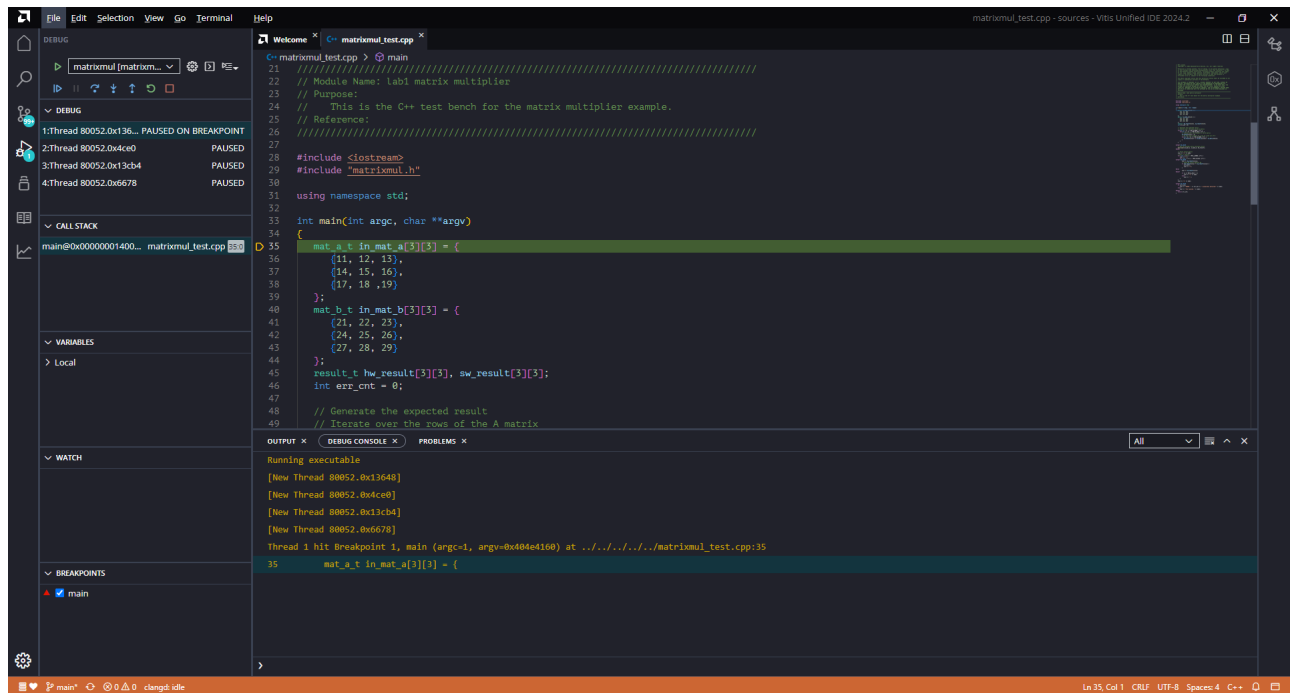 File Edit Selection View Go Terminal Help
matrixmul_test.cpp - sources - Vitis Unified IDE 2024.2
DEBUG
matrixmul [matrixm...
DEBUG
1:Thread 80052.0x136... PAUSED ON BREAKPOINT
2:Thread 80052.0x4ce0 PAUSED
3:Thread 80052.0x13cb4 PAUSED
4:Thread 80052.0x6678 PAUSED
CALL STACK
main@0x00000001400... matrixmul_test.cpp 35:0
VARIABLES
Local
WATCH
BREAKPOINTS
main
99+
1
Welcome × C++ matrixmul_test.cpp ×
C++ matrixmul_test.cpp > main
21 ////////////////////////////////////////////////////////////////////////////////
22 // Module Name: lab1 matrix multiplier
23 // Purpose:
24 //    This is the C++ test bench for the matrix multiplier example.
25 // Reference:
26 ////////////////////////////////////////////////////////////////////////////////
27
28 #include <iostream>
29 #include "matrixmul.h"
30
31 using namespace std;
32
33 int main(int argc, char **argv)
34 {
35    mat_a_t in_mat_a[3][3] = {
36       {11, 12, 13},
37       {14, 15, 16},
38       {17, 18 ,19}
39    };
40    mat_b_t in_mat_b[3][3] = {
41       {21, 22, 23},
42       {24, 25, 26},
43       {27, 28, 29}
44    };
45    result_t hw_result[3][3], sw_result[3][3];
46    int err_cnt = 0;
47
48    // Generate the expected result
49    // Iterate over the rows of the A matrix
OUTPUT × DEBUG CONSOLE × PROBLEMS ×
All
Running executable
[New Thread 80052.0x13648]
[New Thread 80052.0x4ce0]
[New Thread 80052.0x13cb4]
[New Thread 80052.0x6678]
Thread 1 hit Breakpoint 1, main (argc=1, argv=0x404e4160) at ../../../../../matrixmul_test.cpp:35
35    mat_a_t in_mat_a[3][3] = {
main* 0 0 clangd: idle
Ln 35, Col 1 CRLF UTF-8 Spaces: 4 C++